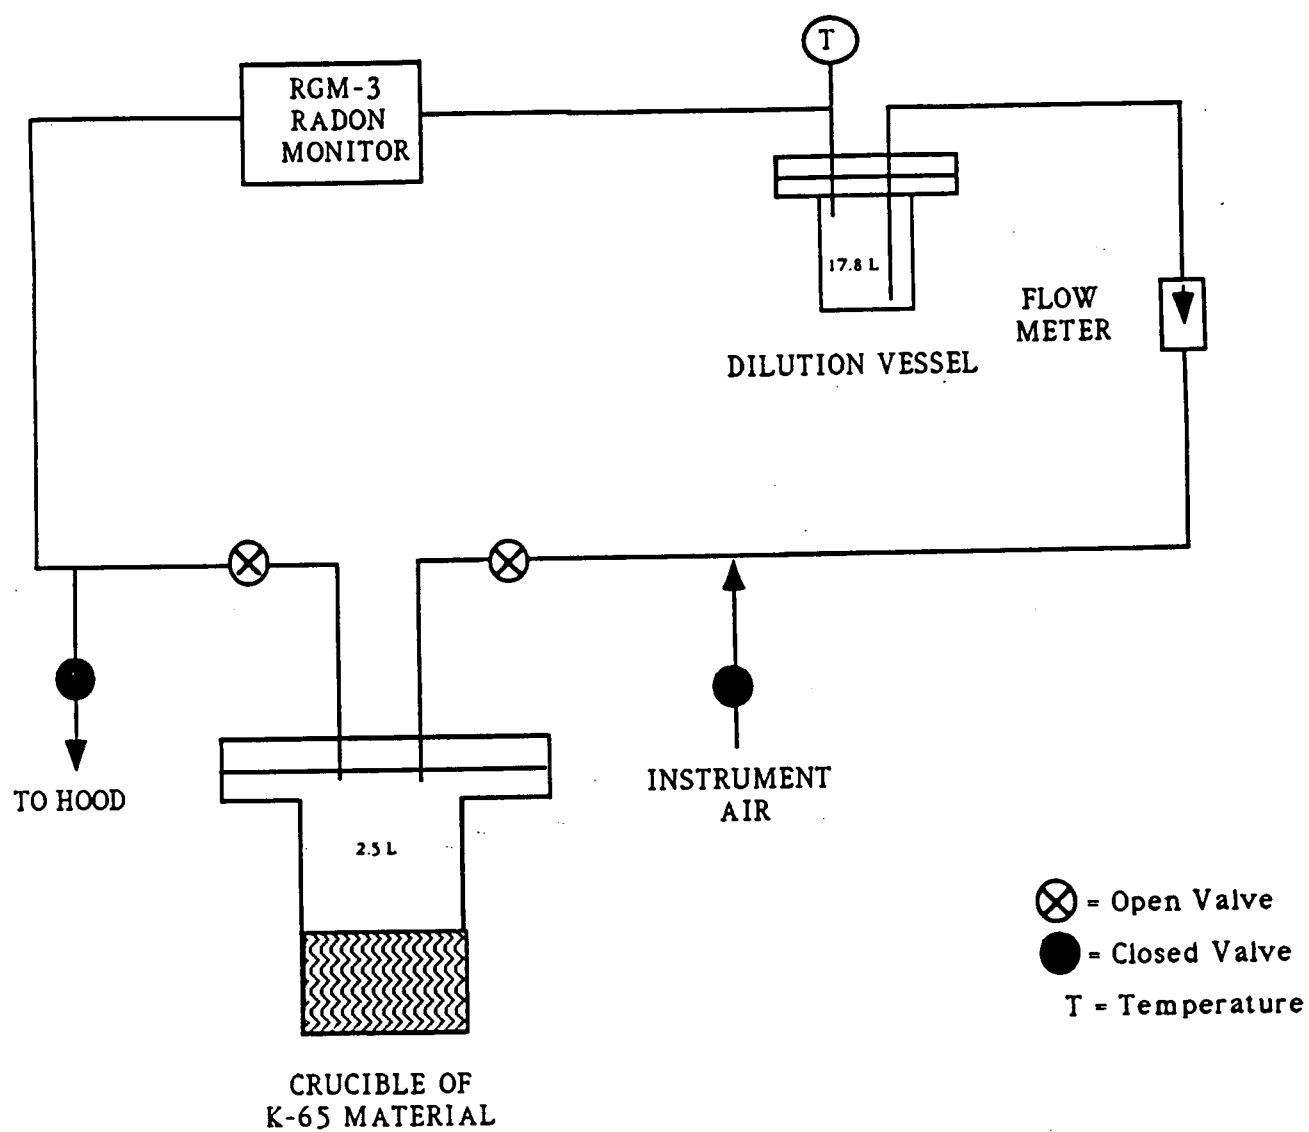 T
RGM-3
RADON
MONITOR
17.8 L
FLOW
METER
DILUTION VESSEL
TO HOOD
INSTRUMENT
AIR
2.5 L
= Open Valve
= Closed Valve
T = Temperature
CRUCIBLE OF
K-65 MATERIAL